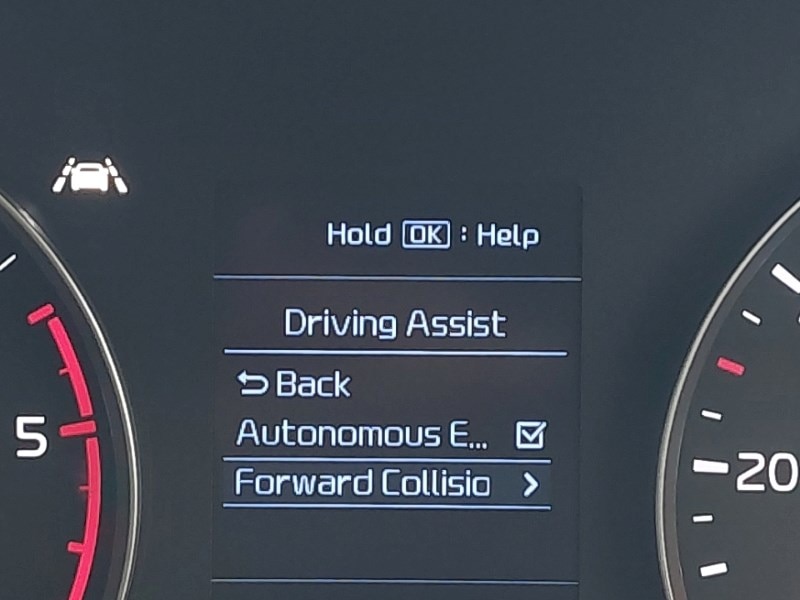 Hold OK : Help
Driving Assist
Back
Autonomous E...
Forward Collisio
5
20